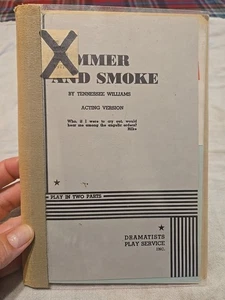 X
MMER
AND SMOKE
BY TENNESSEE WILLIAMS
ACTING VERSION
Who, if I were to cry out, would
hear me among the angelic orders?
Rilke
PLAY IN TWO PARTS
DRAMATISTS
PLAY SERVICE
INC.